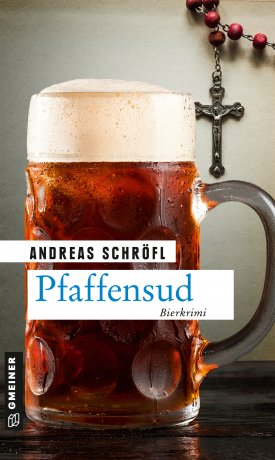 ANDREAS SCHRÖFL
Pfaffensud
Bierkrimi
GMEINER